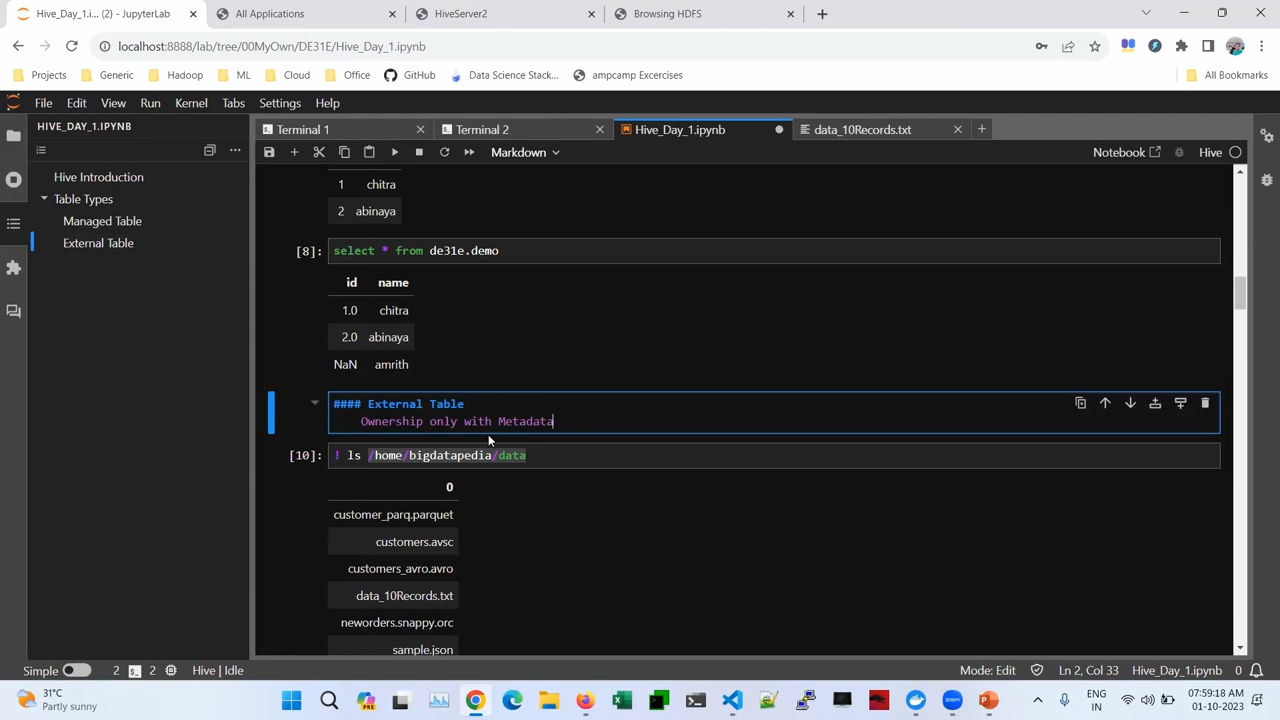 Hive_Day_1.i... (2) - JupyterLab
All Applications
HiveServer2
Browsing HDFS
localhost:8888/lab/tree/00MyOwn/DE31E/Hive_Day_1.ipynb
Projects
Generic
Hadoop
ML
Cloud
Office
GitHub
Data Science Stack...
ampcamp Excercises
All Bookmarks
File Edit View Run Kernel Tabs Settings Help
HIVE_DAY_1.IPYNB
Terminal 1
Terminal 2
Hive_Day_1.ipynb
data_10Records.txt
Markdown
Notebook
Hive
Hive Introduction
Table Types
Managed Table
External Table
1 chitra
2 abinaya
[8]: select * from de31e.demo
id name
1.0 chitra
2.0 abinaya
NaN amrith
#### External Table
Ownership only with Metadata
[10]: ! ls /home/bigdatapedia/data
0
customer_parq.parquet
customers.avsc
customers_avro.avro
data_10Records.txt
neworders.snappy.orc
sample.json
Simple 2 2 Hive | Idle
Mode: Edit Ln 2, Col 33 Hive_Day_1.ipynb 0
31°C
Partly sunny
PRE
zoom
ENG
IN
07:59:18 AM
01-10-2023